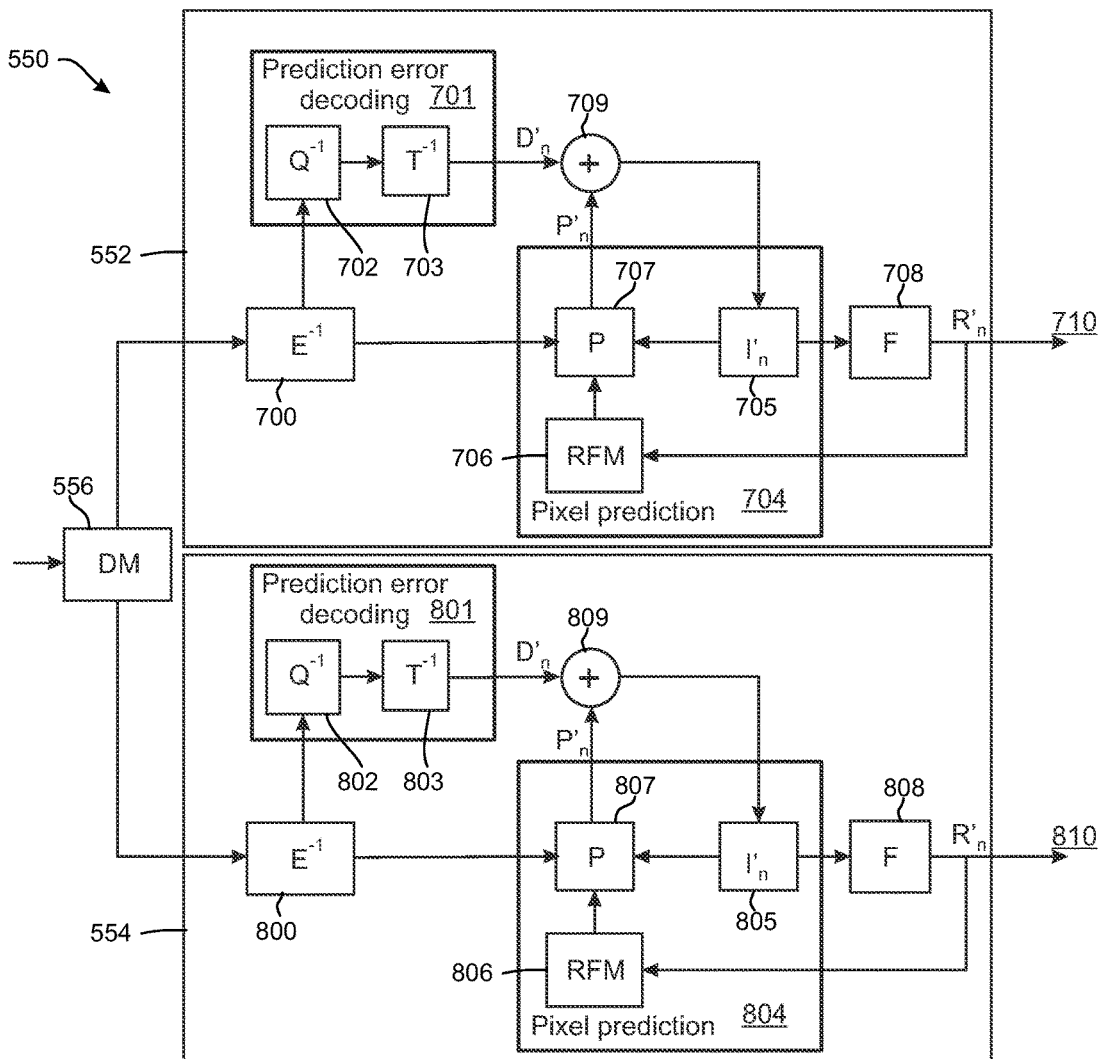 550
Prediction error
decoding 701
709
D'n
Q-1
T-1
+
P'n
552
702
703
707
708
E-1
P
I'n
F
R'n
710
700
705
706
RFM
556
Pixel prediction 704
DM
Prediction error
decoding 801
809
D'n
Q-1
T-1
+
P'n
802
803
807
808
E-1
P
I'n
F
R'n
810
800
805
554
806
RFM
Pixel prediction 804